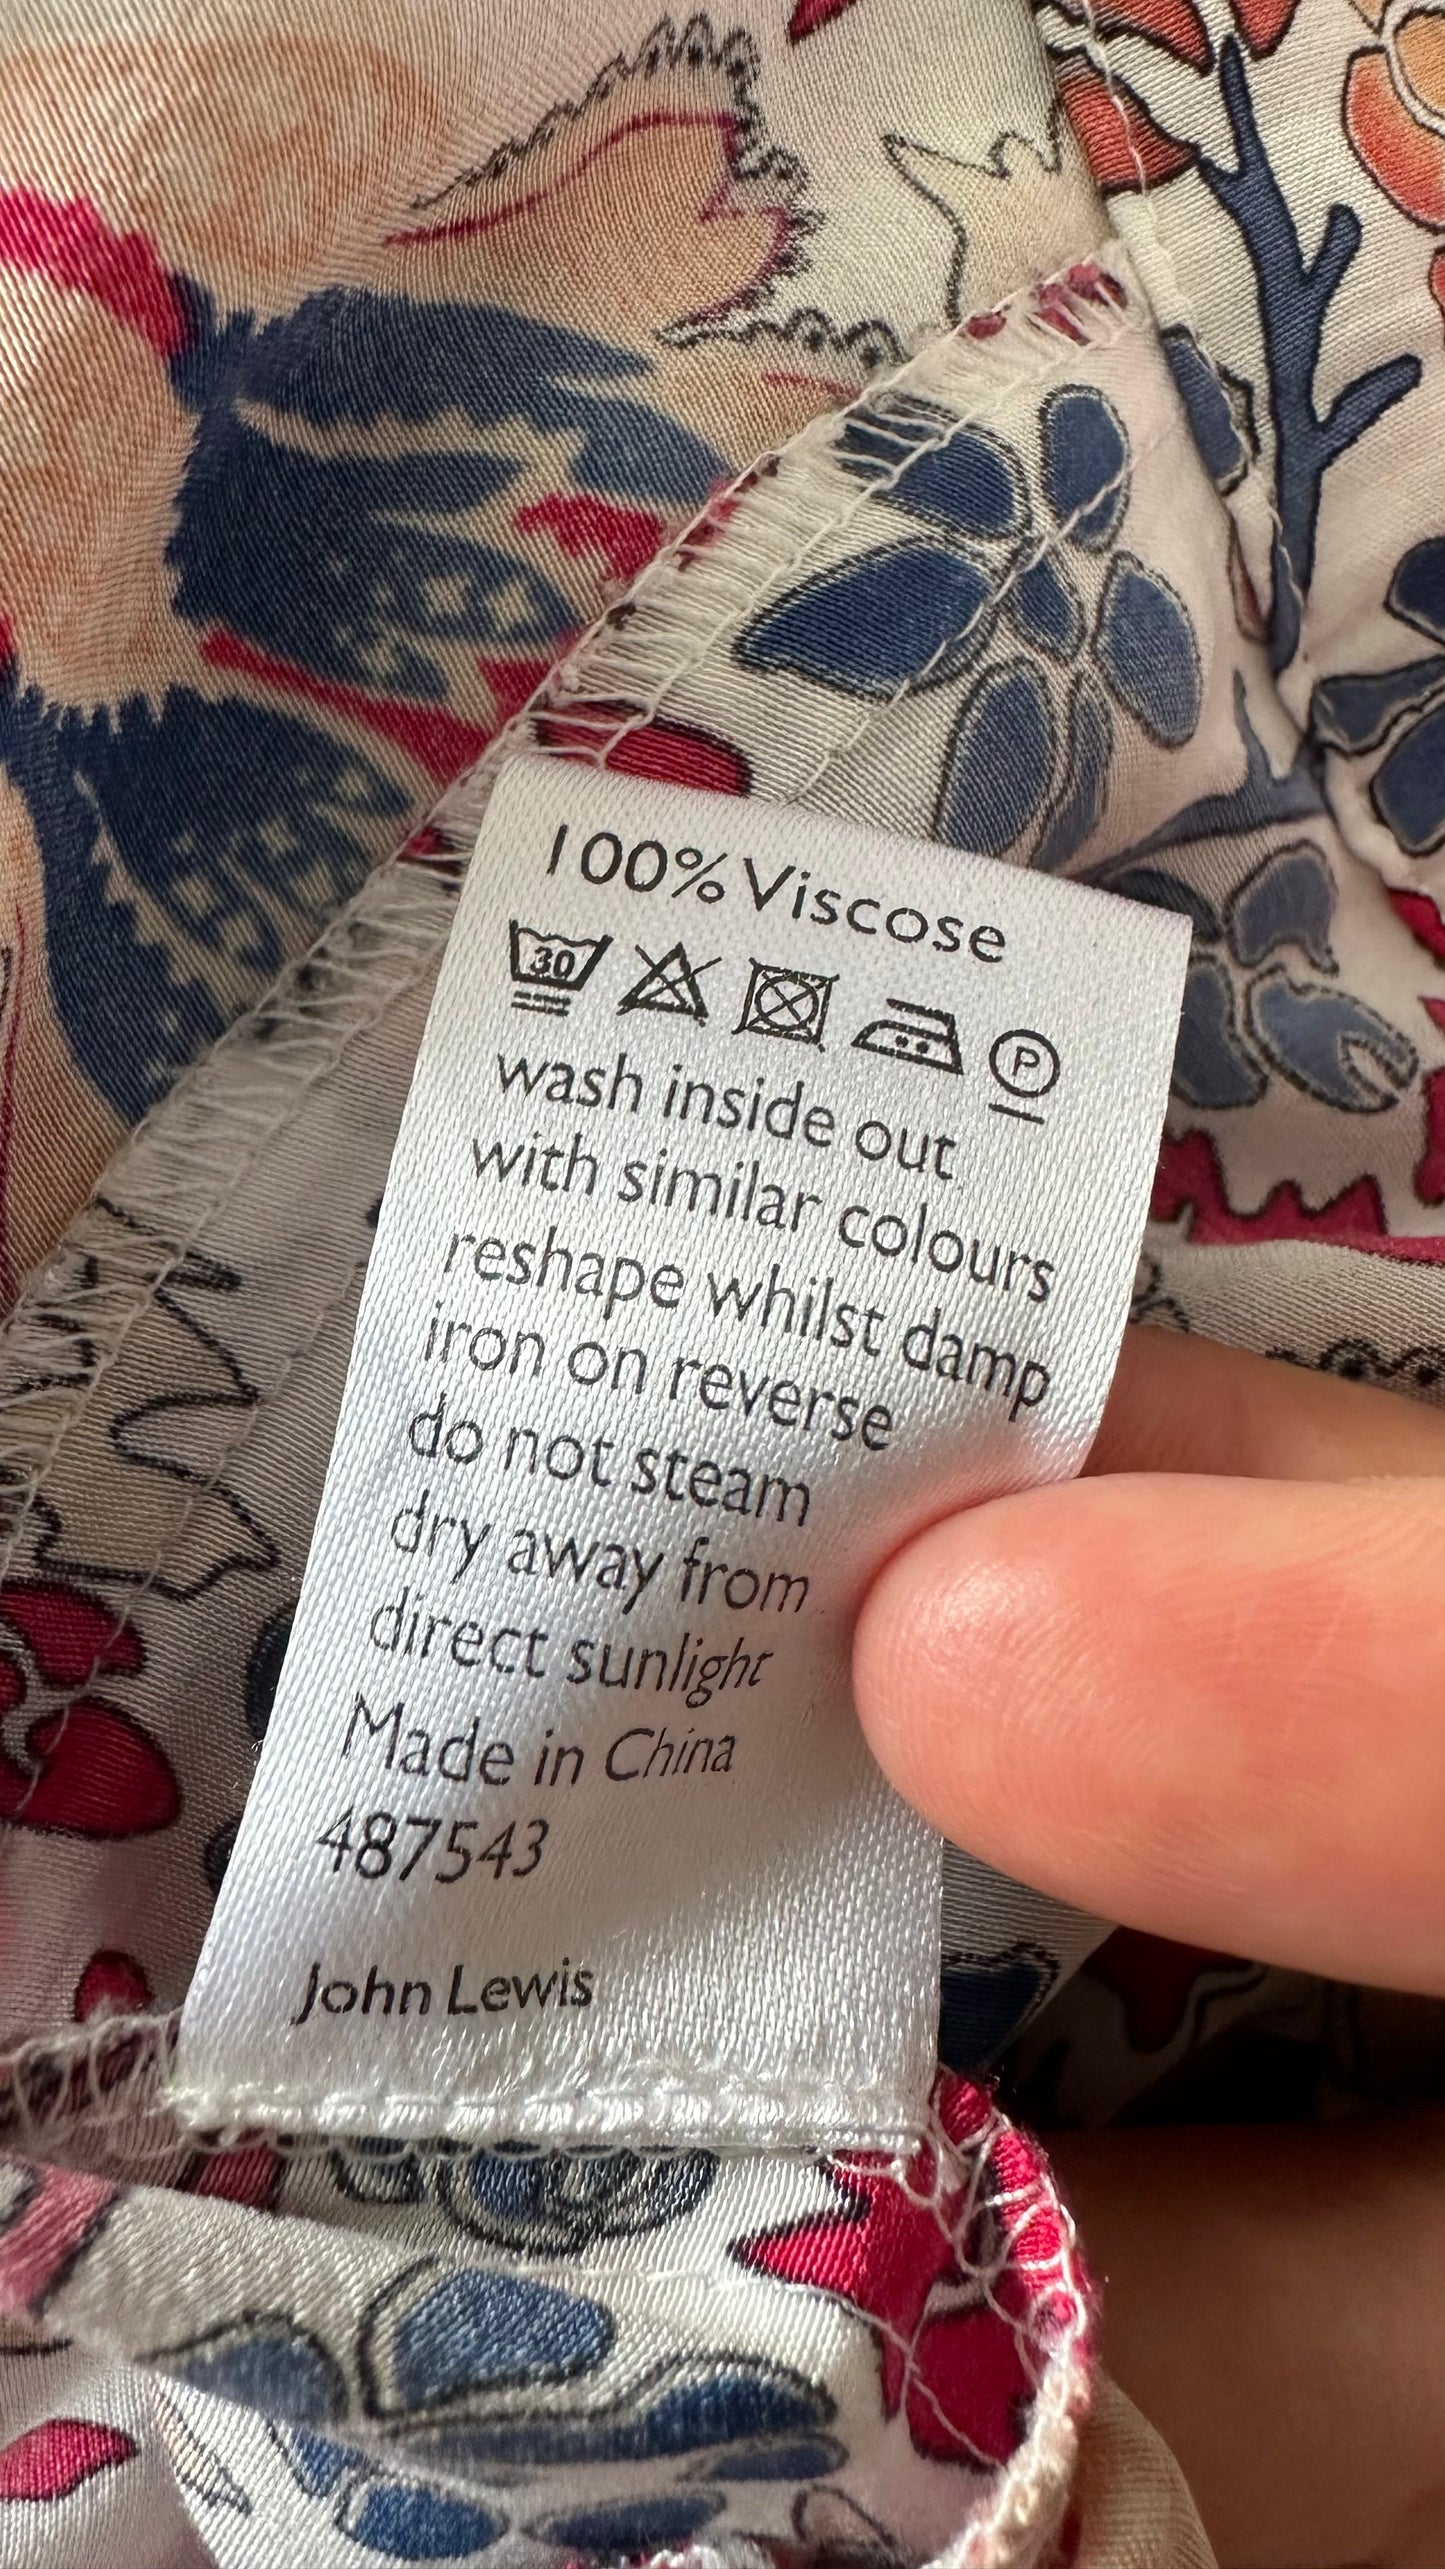 100% Viscose
30 P
wash inside out
with similar colours
reshape whilst damp
iron on reverse
do not steam
dry away from
direct sunlight
Made in China
487543
John Lewis